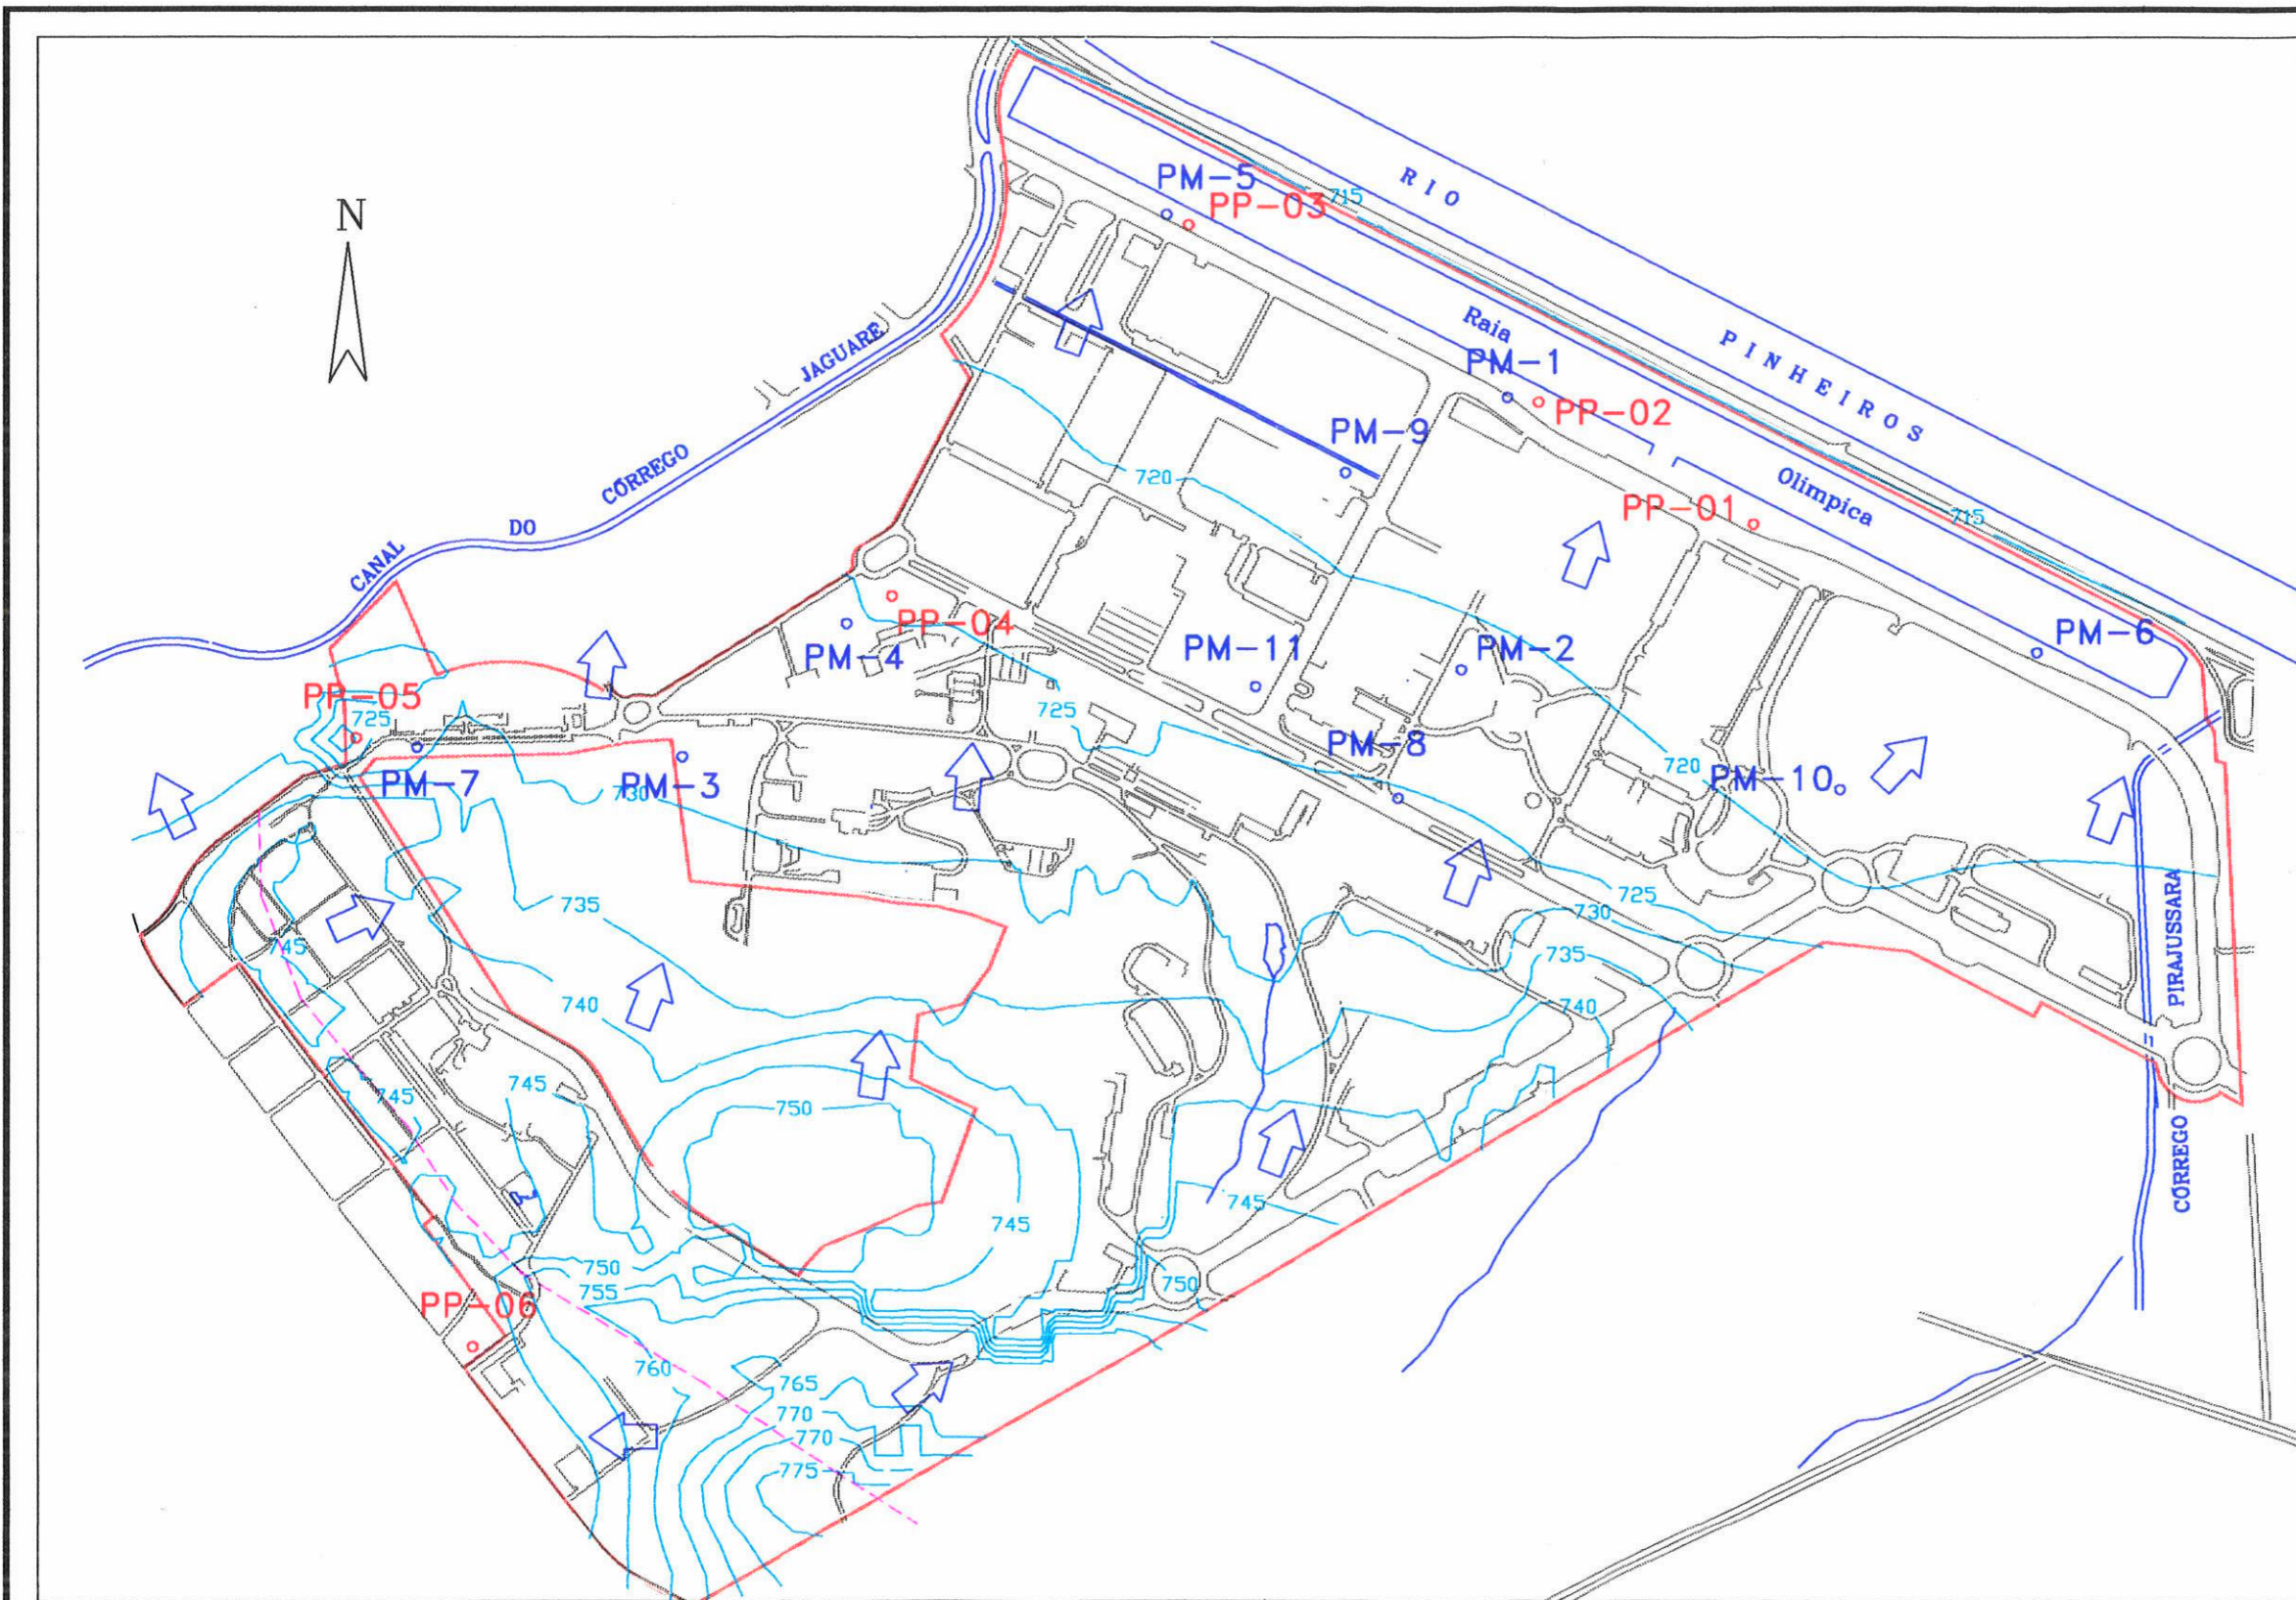 N
RIO
PINHEIROS
PM-5
PP-03
715
Raia
PM-1
PP-02
PM-9
JAGUARE
CÓRREGO
DO
CANAL
720
PP-01
Olimpica
715
PP-04
PM-4
PM-11
PM-2
PM-6
PP-05
725
725
PM-8
720
PM-10
PM-7
730
PM-3
735
725
730
735
745
740
740
PIRAJUSSARA
CÓRREGO
745
745
750
745
745
750
755
750
PP-06
760
765
770
770
775